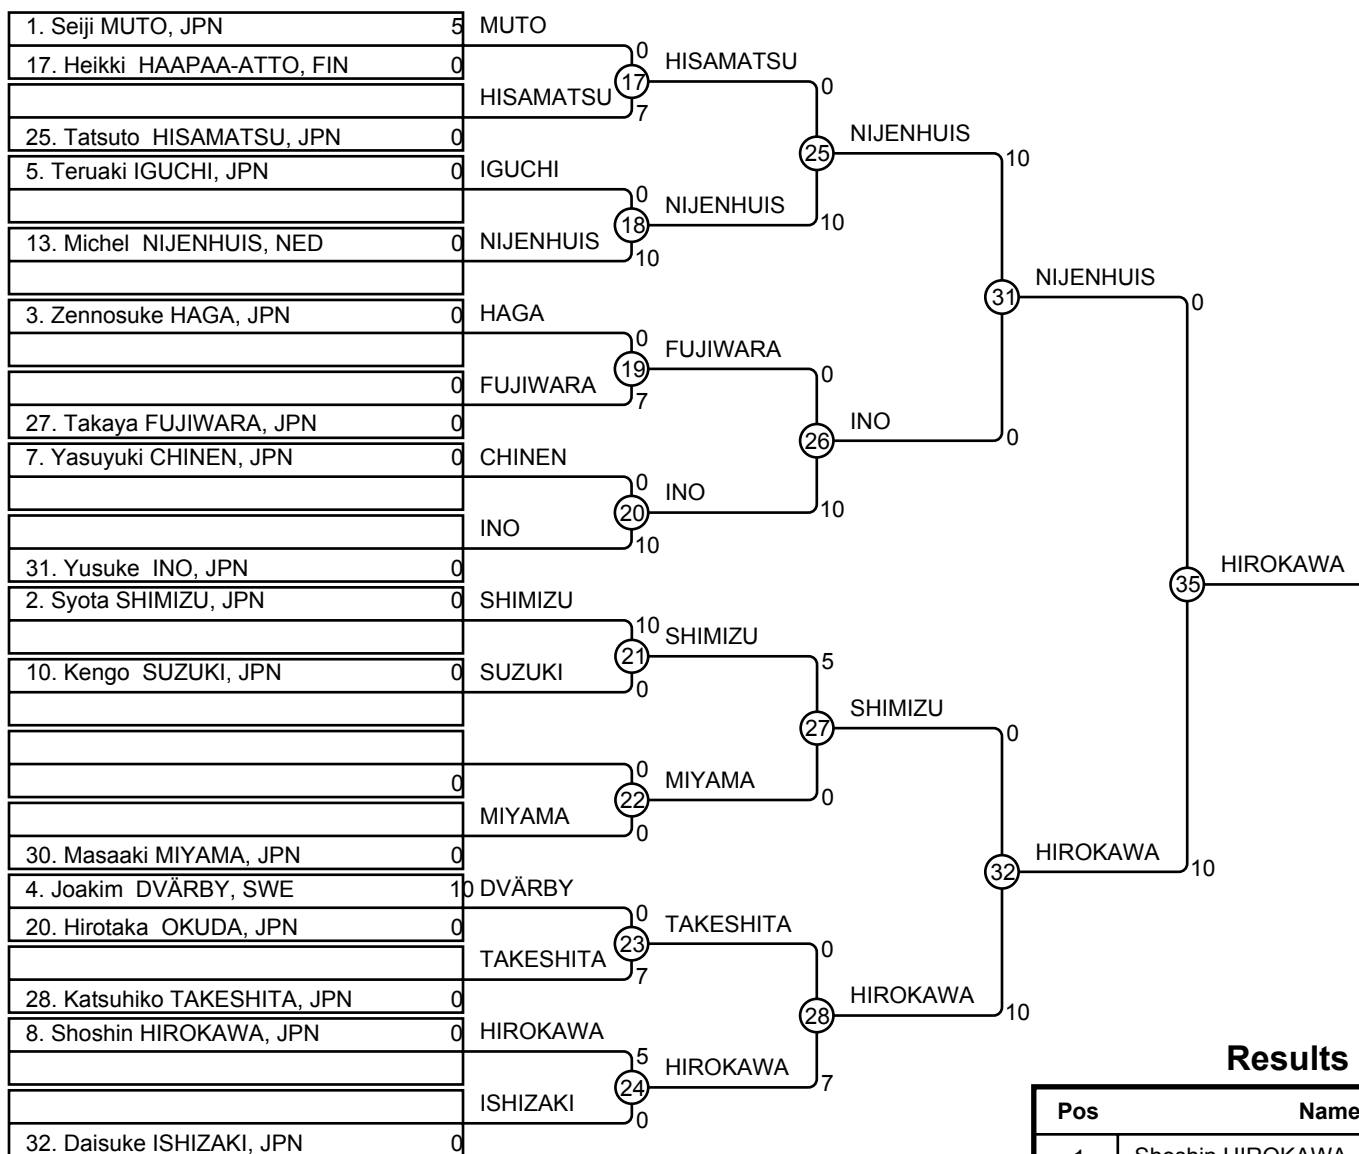 1. Seiji MUTO, JPN 5 MUTO
0
17. Heikki HAAPAA-ATTO, FIN 0
17 HISAMATSU
0
HISAMATSU
7
25. Tatsuto HISAMATSU, JPN 0
25 NIJENHUIS
10
5. Teruaki IGUCHI, JPN 0 IGUCHI
0
18 NIJENHUIS
10
13. Michel NIJENHUIS, NED 0 NIJENHUIS
10
31 NIJENHUIS
0
3. Zennosuke HAGA, JPN 0 HAGA
0
19 FUJIWARA
0
0 FUJIWARA
7
27. Takaya FUJIWARA, JPN 0
26 INO
0
7. Yasuyuki CHINEN, JPN 0 CHINEN
0
20 INO
10
INO
10
31. Yusuke INO, JPN 0
35 HIROKAWA
2. Syota SHIMIZU, JPN 0 SHIMIZU
10
21 SHIMIZU
5
10. Kengo SUZUKI, JPN 0 SUZUKI
0
27 SHIMIZU
0
0
0
22 MIYAMA
0
MIYAMA
0
30. Masaaki MIYAMA, JPN 0
32 HIROKAWA
10
4. Joakim DVÄRBY, SWE 10 DVÄRBY
0
20. Hirotaka OKUDA, JPN 0
23 TAKESHITA
0
TAKESHITA
7
28. Katsuhiko TAKESHITA, JPN 0
28 HIROKAWA
10
8. Shoshin HIROKAWA, JPN 0 HIROKAWA
5
24 HIROKAWA
7
ISHIZAKI
0
32. Daisuke ISHIZAKI, JPN 0
Results
Pos Name